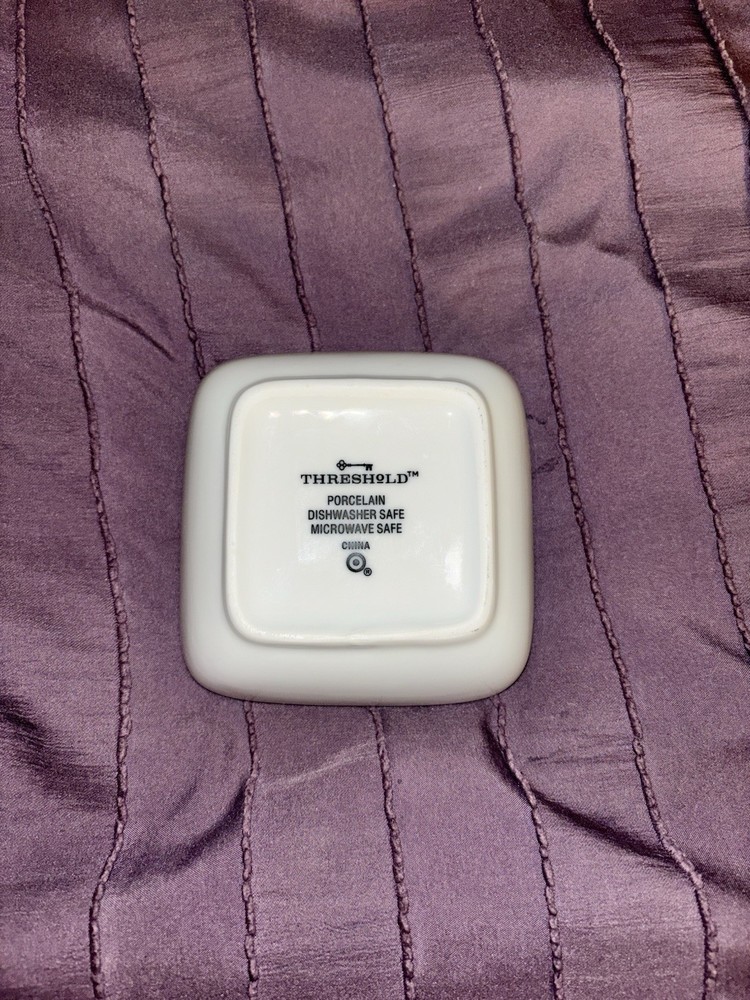 THRESHOLD™
PORCELAIN
DISHWASHER SAFE
MICROWAVE SAFE
CHINA
®